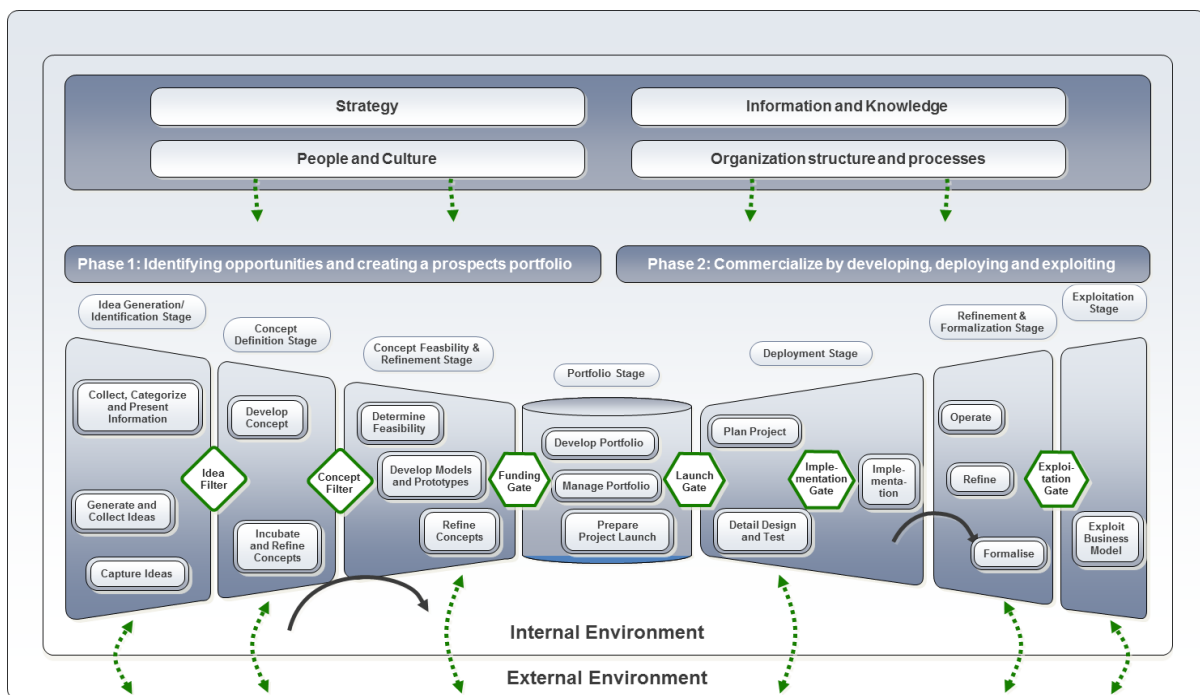 Strategy
Information and Knowledge
People and Culture
Organization structure and processes
Phase 1: Identifying opportunities and creating a prospects portfolio
Phase 2: Commercialize by developing, deploying and exploiting
Idea Generation/
Identification Stage
Concept
Definition Stage
Concept Feasbility &
Refinement Stage
Portfolio Stage
Deployment Stage
Refinement &
Formalization Stage
Exploitation
Stage
Collect, Categorize
and Present
Information
Generate and
Collect Ideas
Capture Ideas
Idea
Filter
Develop
Concept
Incubate
and Refine
Concepts
Concept
Filter
Determine
Feasibility
Develop Models
and Prototypes
Refine
Concepts
Funding
Gate
Develop Portfolio
Manage Portfolio
Prepare
Project Launch
Launch
Gate
Plan Project
Detail Design
and Test
Imple-
mentation
Gate
Imple-
menta-
tion
Operate
Refine
Formalise
Exploi-
tation
Gate
Exploit
Business
Model
Internal Environment
External Environment